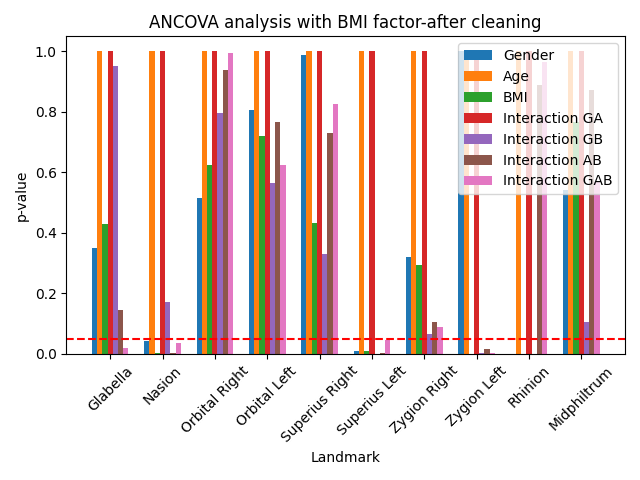 ANCOVA analysis with BMI factor-after cleaning
p-value
1.0
0.8
0.6
0.4
0.2
0.0
Gender
Age
BMI
Interaction GA
Interaction GB
Interaction AB
Interaction GAB
Glabella
Nasion
Orbital Right
Orbital Left
Superius Right
Superius Left
Zygion Right
Zygion Left
Rhinion
Midphiltrum
Landmark